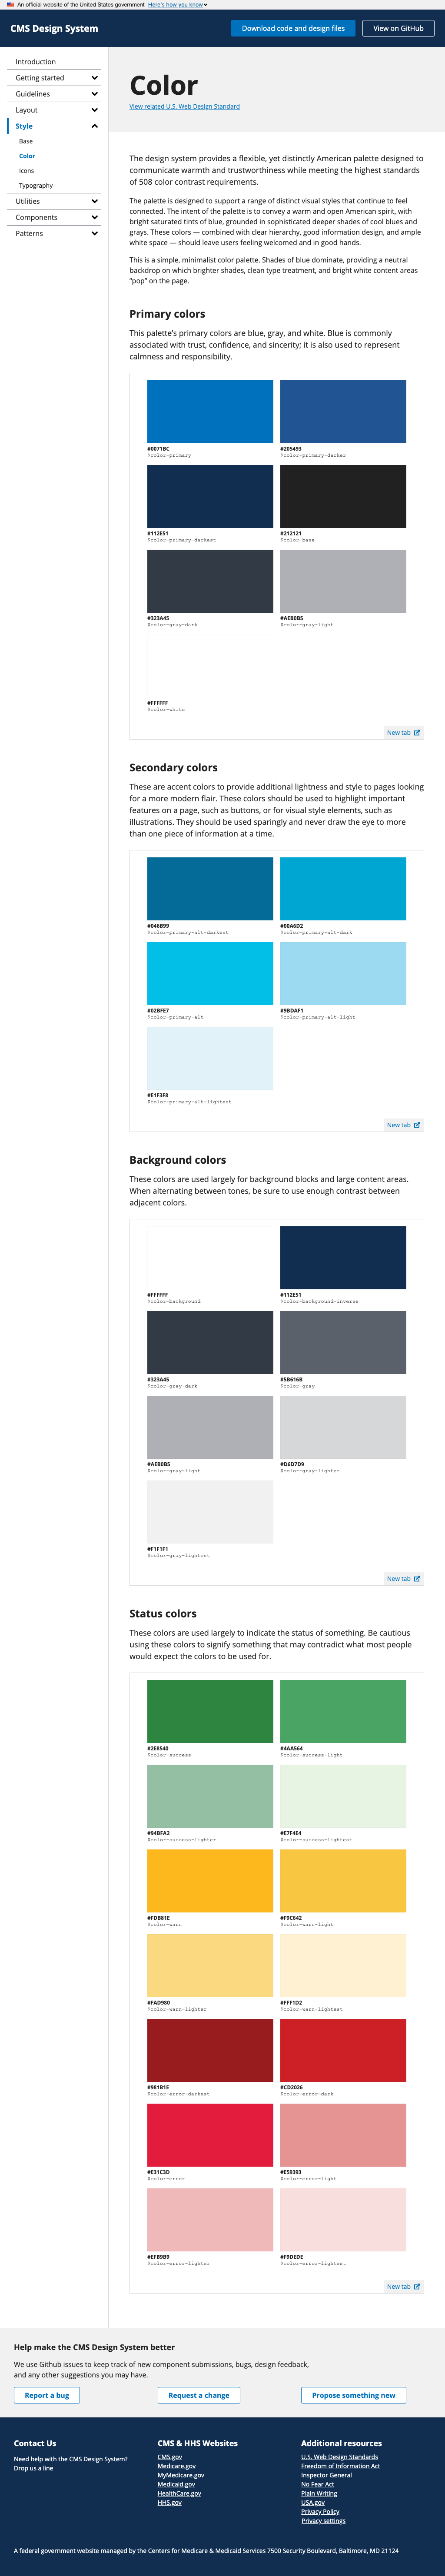 An official website of the United States government Here's how you know
CMS Design System
Download code and design files
View on GitHub
Introduction
Getting started
Guidelines
Layout
Style
Base
Color
Icons
Typography
Utilities
Components
Patterns
Color
View related U.S. Web Design Standard
The design system provides a flexible, yet distinctly American palette designed to
communicate warmth and trustworthiness while meeting the highest standards
of 508 color contrast requirements.
The palette is designed to support a range of distinct visual styles that continue to feel
connected. The intent of the palette is to convey a warm and open American spirit, with
bright saturated tints of blue, grounded in sophisticated deeper shades of cool blues and
grays. These colors — combined with clear hierarchy, good information design, and ample
white space — should leave users feeling welcomed and in good hands.
This is a simple, minimalist color palette. Shades of blue dominate, providing a neutral
backdrop on which brighter shades, clean type treatment, and bright white content areas
“pop” on the page.
Primary colors
This palette’s primary colors are blue, gray, and white. Blue is commonly
associated with trust, confidence, and sincerity; it is also used to represent
calmness and responsibility.
#0071BC
$color-primary
#205493
$color-primary-darker
#112E51
$color-primary-darkest
#212121
$color-base
#323A45
$color-gray-dark
#AEB0B5
$color-gray-light
#FFFFFF
$color-white
New tab
Secondary colors
These are accent colors to provide additional lightness and style to pages looking
for a more modern flair. These colors should be used to highlight important
features on a page, such as buttons, or for visual style elements, such as
illustrations. They should be used sparingly and never draw the eye to more
than one piece of information at a time.
#046B99
$color-primary-alt-darkest
#00A6D2
$color-primary-alt-dark
#02BFE7
$color-primary-alt
#9BDAF1
$color-primary-alt-light
#E1F3F8
$color-primary-alt-lightest
New tab
Background colors
These colors are used largely for background blocks and large content areas.
When alternating between tones, be sure to use enough contrast between
adjacent colors.
#FFFFFF
$color-background
#112E51
$color-background-inverse
#323A45
$color-gray-dark
#5B616B
$color-gray
#AEB0B5
$color-gray-light
#D6D7D9
$color-gray-lighter
#F1F1F1
$color-gray-lightest
New tab
Status colors
These colors are used largely to indicate the status of something. Be cautious
using these colors to signify something that may contradict what most people
would expect the colors to be used for.
#2E8540
$color-success
#4AA564
$color-success-light
#94BFA2
$color-success-lighter
#E7F4E4
$color-success-lightest
#FDB81E
$color-warn
#F9C642
$color-warn-light
#FAD980
$color-warn-lighter
#FFF1D2
$color-warn-lightest
#981B1E
$color-error-darkest
#CD2026
$color-error-dark
#E31C3D
$color-error
#E59393
$color-error-light
#EFB9B9
$color-error-lighter
#F9DEDE
$color-error-lightest
New tab
Help make the CMS Design System better
We use Github issues to keep track of new component submissions, bugs, design feedback,
and any other suggestions you may have.
Report a bug
Request a change
Propose something new
Contact Us
Need help with the CMS Design System?
Drop us a line
CMS & HHS Websites
CMS.gov
Medicare.gov
MyMedicare.gov
Medicaid.gov
HealthCare.gov
HHS.gov
Additional resources
U.S. Web Design Standards
Freedom of Information Act
Inspector General
No Fear Act
Plain Writing
USA.gov
Privacy Policy
Privacy settings
A federal government website managed by the Centers for Medicare & Medicaid Services 7500 Security Boulevard, Baltimore, MD 21124